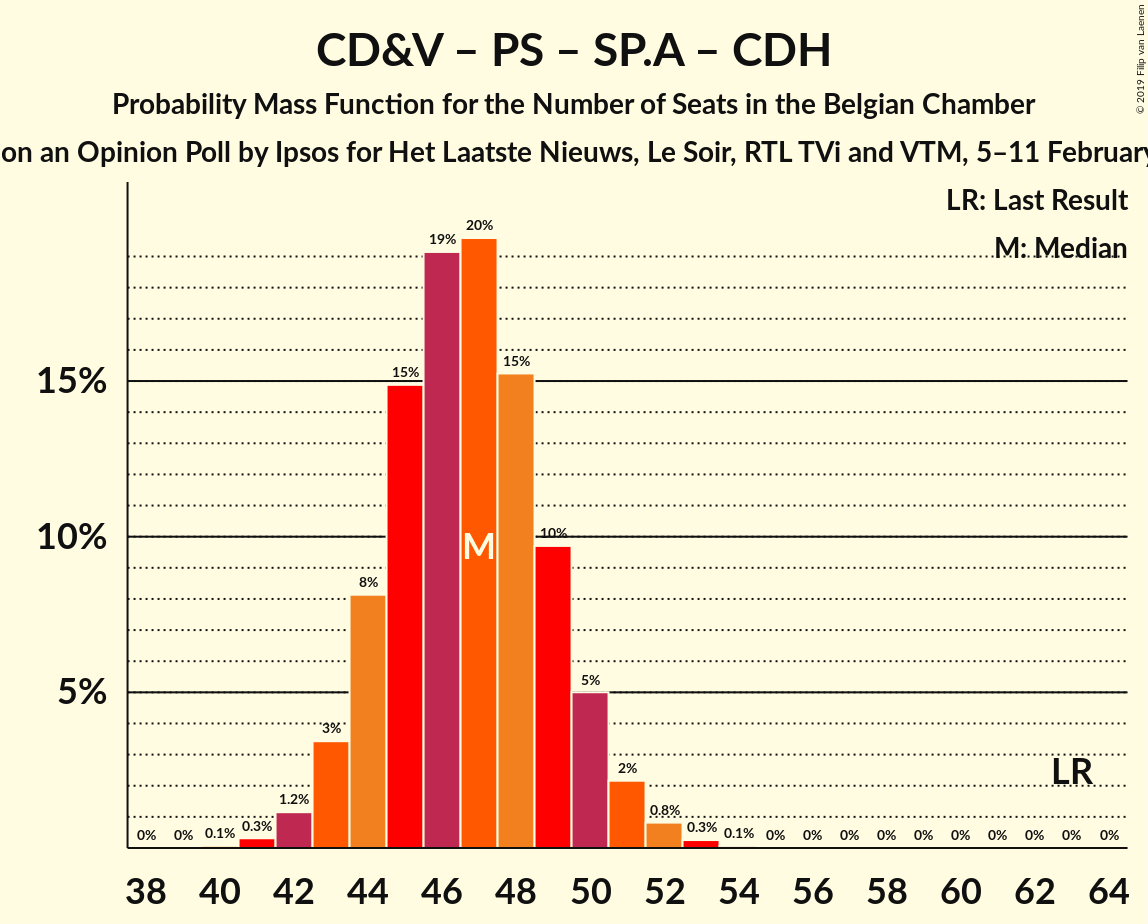 CD&V – PS – SP.A – CDH
Probability Mass Function for the Number of Seats in the Belgian Chamber
on an Opinion Poll by Ipsos for Het Laatste Nieuws, Le Soir, RTL TVi and VTM, 5–11 February
© 2019 Filip van Laenen
LR: Last Result
M: Median
15%
10%
5%
0% 0% 0.1% 0.3% 1.2% 3% 8% 15% 19% 20% 15% 10% 5% 2% 0.8% 0.3% 0.1% 0% 0% 0% 0% 0% 0% 0% 0% 0% 0%
M
LR
38 40 42 44 46 48 50 52 54 56 58 60 62 64